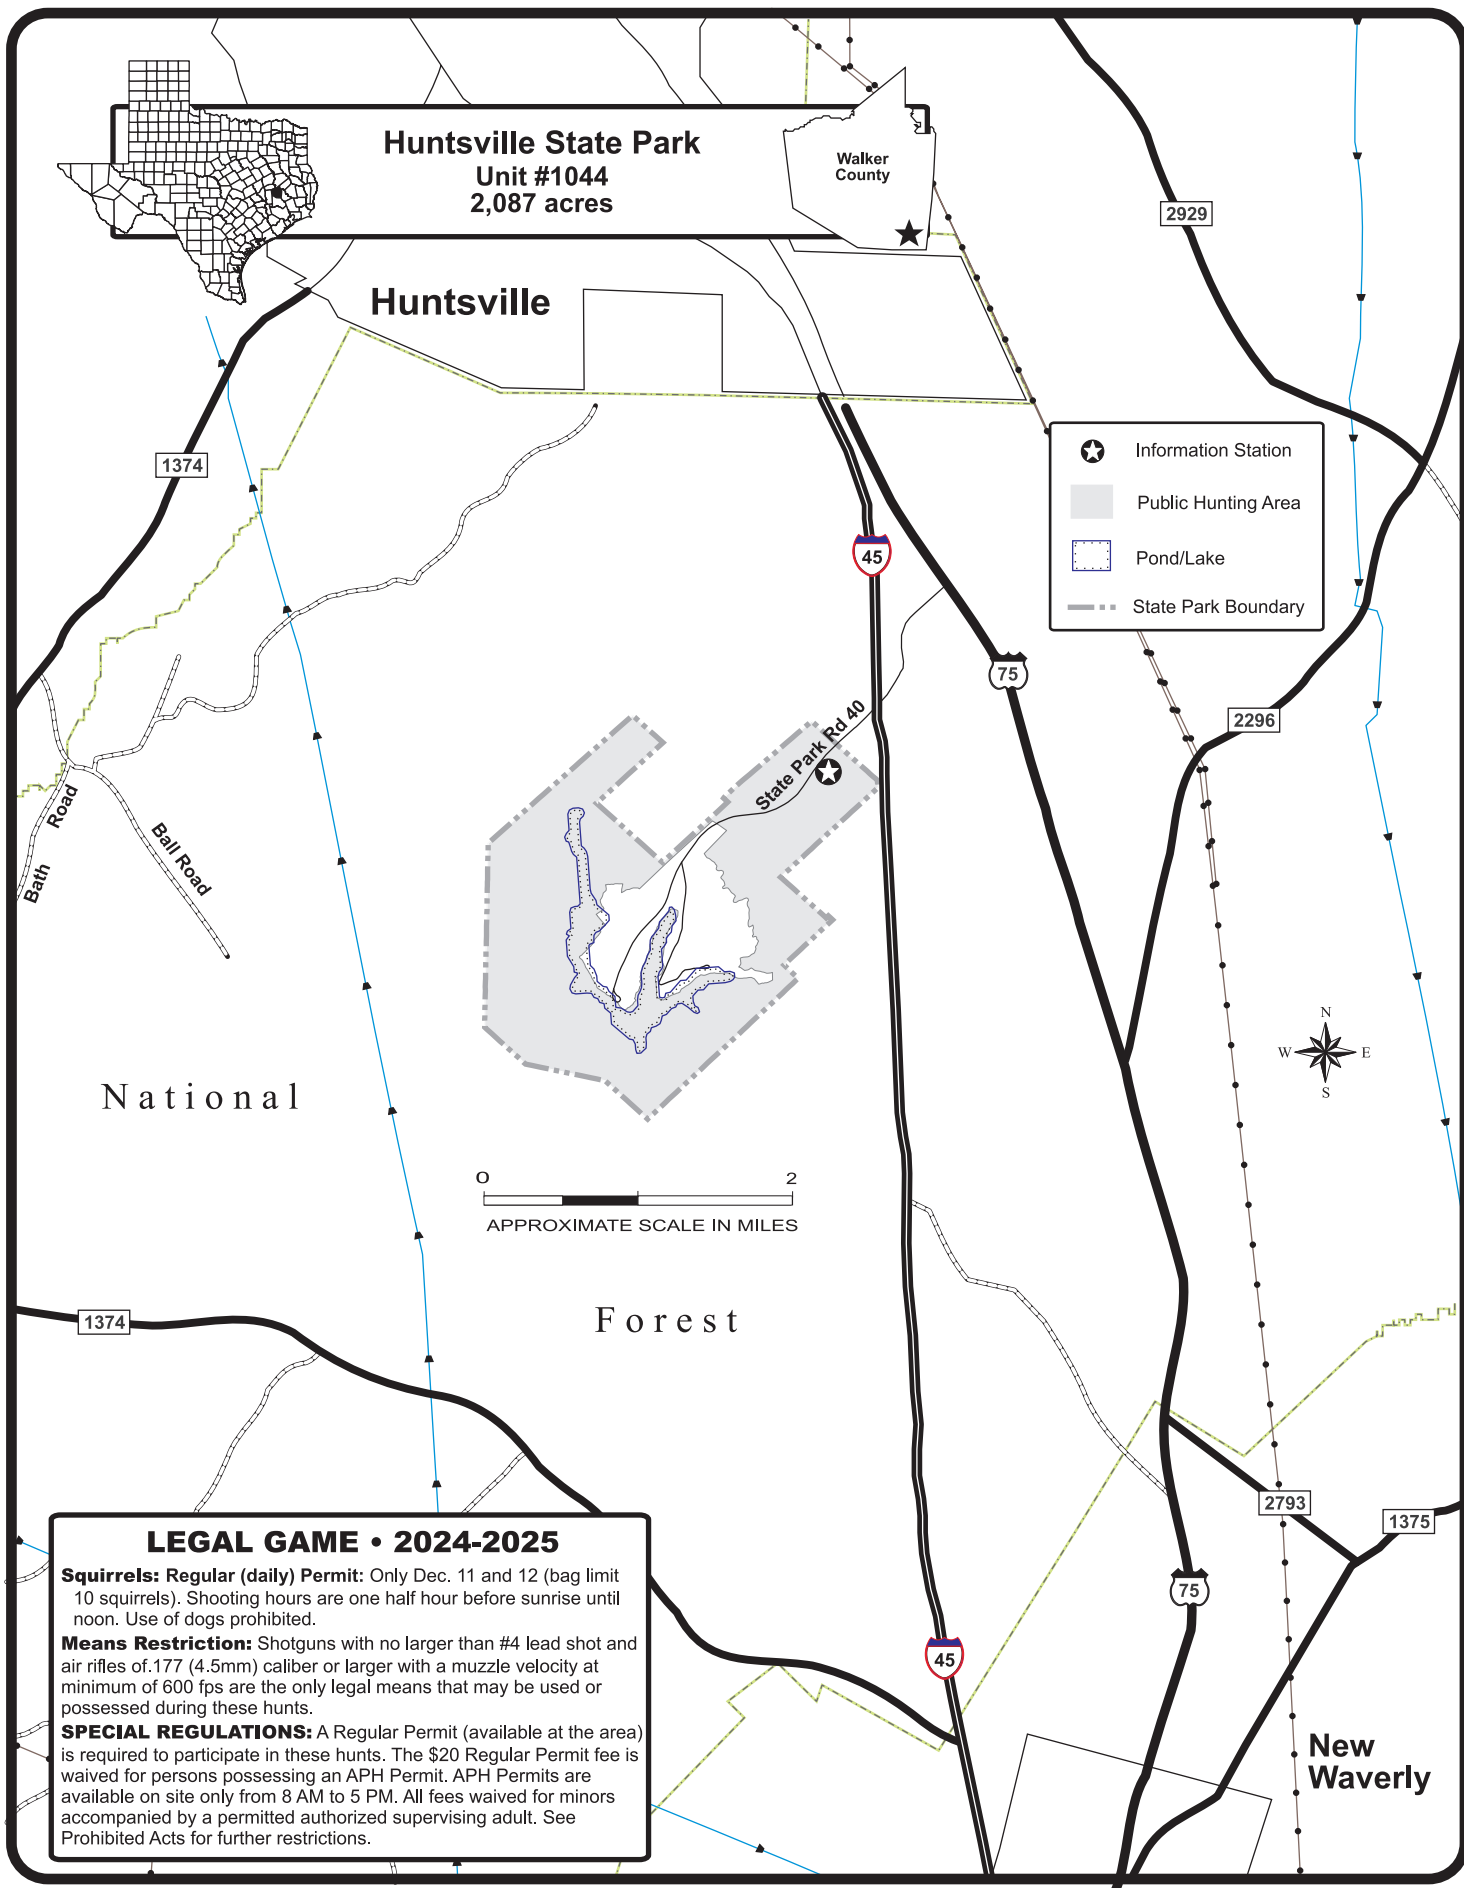 Huntsville State Park
Unit #1044
2,087 acres
Walker
County
2929
Huntsville
1374
Information Station
Public Hunting Area
Pond/Lake
State Park Boundary
45
75
2296
State Park Rd 40
Bath
Road
Ball Road
N
W
E
S
National
0
2
APPROXIMATE SCALE IN MILES
Forest
1374
2793
1375
75
45
New
Waverly
LEGAL GAME • 2024-2025
Squirrels: Regular (daily) Permit: Only Dec. 11 and 12 (bag limit
10 squirrels). Shooting hours are one half hour before sunrise until
noon. Use of dogs prohibited.
Means Restriction: Shotguns with no larger than #4 lead shot and
air rifles of.177 (4.5mm) caliber or larger with a muzzle velocity at
minimum of 600 fps are the only legal means that may be used or
possessed during these hunts.
SPECIAL REGULATIONS: A Regular Permit (available at the area)
is required to participate in these hunts. The $20 Regular Permit fee is
waived for persons possessing an APH Permit. APH Permits are
available on site only from 8 AM to 5 PM. All fees waived for minors
accompanied by a permitted authorized supervising adult. See
Prohibited Acts for further restrictions.